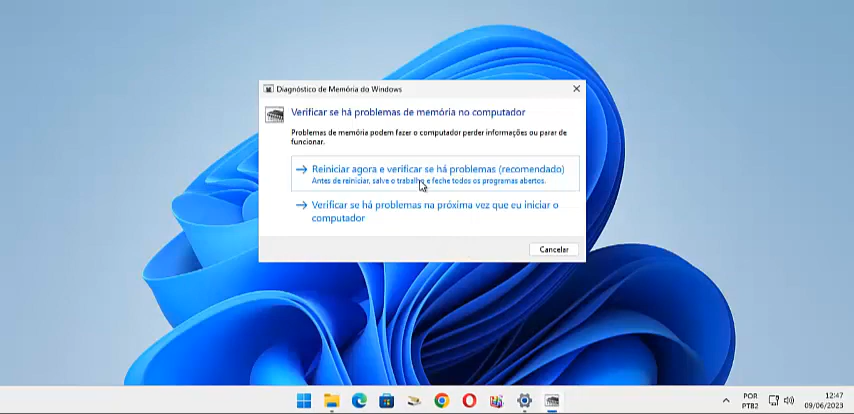 Diagnóstico de Memória do Windows
Verificar se há problemas de memória no computador
Problemas de memória podem fazer o computador perder informações ou parar de
funcionar.
Reiniciar agora e verificar se há problemas (recomendado)
Antes de reiniciar, salve o trabalho e feche todos os programas abertos.
Verificar se há problemas na próxima vez que eu iniciar o
computador
Cancelar
POR
PTB2
12:47
09/06/2023